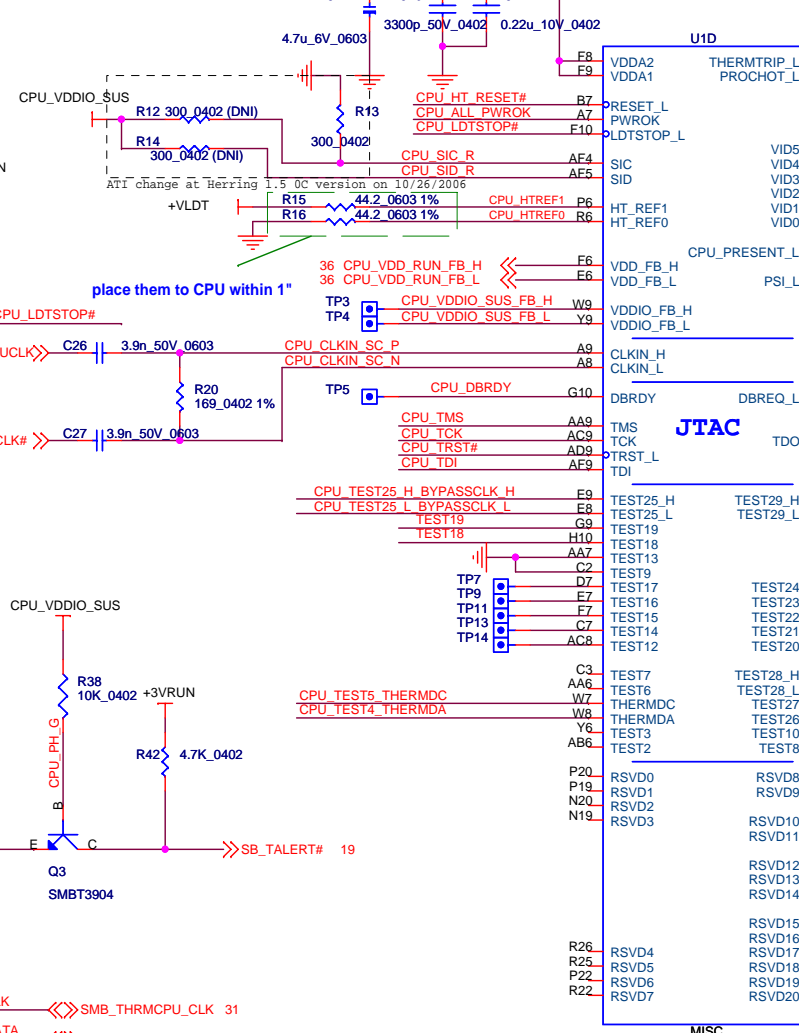 3300p_50V_0402 0.22u_10V_0402
4.7u_6V_0603
U1D
F8 VDDA2 THERMTRIP_L
F9 VDDA1 PROCHOT_L
CPU_VDDIO_SUS
CPU_HT_RESET# B7 RESET_L
R12 300_0402 (DNI) R13
CPU_ALL_PWROK A7 PWROK
CPU_LDTSTOP# F10 LDTSTOP_L
R14 300_0402
300_0402 (DNI)
VID5
CPU_SIC_R AF4 SIC VID4
CPU_SID_R AF5 SID VID3
ATI change at Herring 1.5 0C version on 10/26/2006
VID2
+VLDT R15 44.2_0603 1% CPU_HTREF1 P6 HT_REF1 VID1
R16 44.2_0603 1% CPU_HTREF0 R6 HT_REF0 VID0
CPU_PRESENT_L
36 CPU_VDD_RUN_FB_H F6 VDD_FB_H
36 CPU_VDD_RUN_FB_L E6 VDD_FB_L PSI_L
place them to CPU within 1"
TP3 CPU_VDDIO_SUS_FB_H W9 VDDIO_FB_H
TP4 CPU_VDDIO_SUS_FB_L Y9 VDDIO_FB_L
CPU_LDTSTOP#
UCLK C26 3.9n_50V_0603 CPU_CLKIN_SC_P A9 CLKIN_H
CPU_CLKIN_SC_N A8 CLKIN_L
R20
169_0402 1%
TP5 CPU_DBRDY G10 DBRDY DBREQ_L
CLK# C27 3.9n_50V_0603
JTAC
CPU_TMS AA9 TMS
CPU_TCK AC9 TCK TDO
CPU_TRST# AD9 TRST_L
CPU_TDI AF9 TDI
CPU_TEST25_H_BYPASSCLK_H E9 TEST25_H TEST29_H
CPU_TEST25_L_BYPASSCLK_L E8 TEST25_L TEST29_L
TEST19 G9 TEST19
TEST18 H10 TEST18
AA7 TEST13
C2 TEST9
TP7 D7 TEST17 TEST24
TP9 E7 TEST16 TEST23
TP11 F7 TEST15 TEST22
TP13 C7 TEST14 TEST21
TP14 AC8 TEST12 TEST20
CPU_VDDIO_SUS
C3 TEST7 TEST28_H
AA6 TEST6 TEST28_L
CPU_TEST5_THERMDC W7 THERMDC TEST27
CPU_TEST4_THERMDA W8 THERMDA TEST26
Y6 TEST3 TEST10
AB6 TEST2 TEST8
R38
10K_0402
+3VRUN
CPU_PH_G
R42 4.7K_0402
P20 RSVD0 RSVD8
P19 RSVD1 RSVD9
N20 RSVD2
N19 RSVD3 RSVD10
RSVD11
B
E C
SB_TALERT# 19
Q3
SMBT3904
RSVD12
RSVD13
RSVD14
RSVD15
RSVD16
R26 RSVD4 RSVD17
R25 RSVD5 RSVD18
P22 RSVD6 RSVD19
R22 RSVD7 RSVD20
LK SMB_THRMCPU_CLK 31
MISC